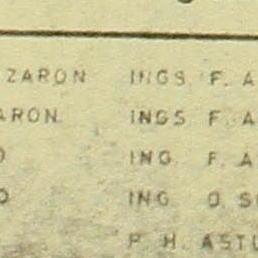 ZARON INGS F. A
ARON. INGS F. A
O ING. F. A
O ING. O. S
P. H. ASTU